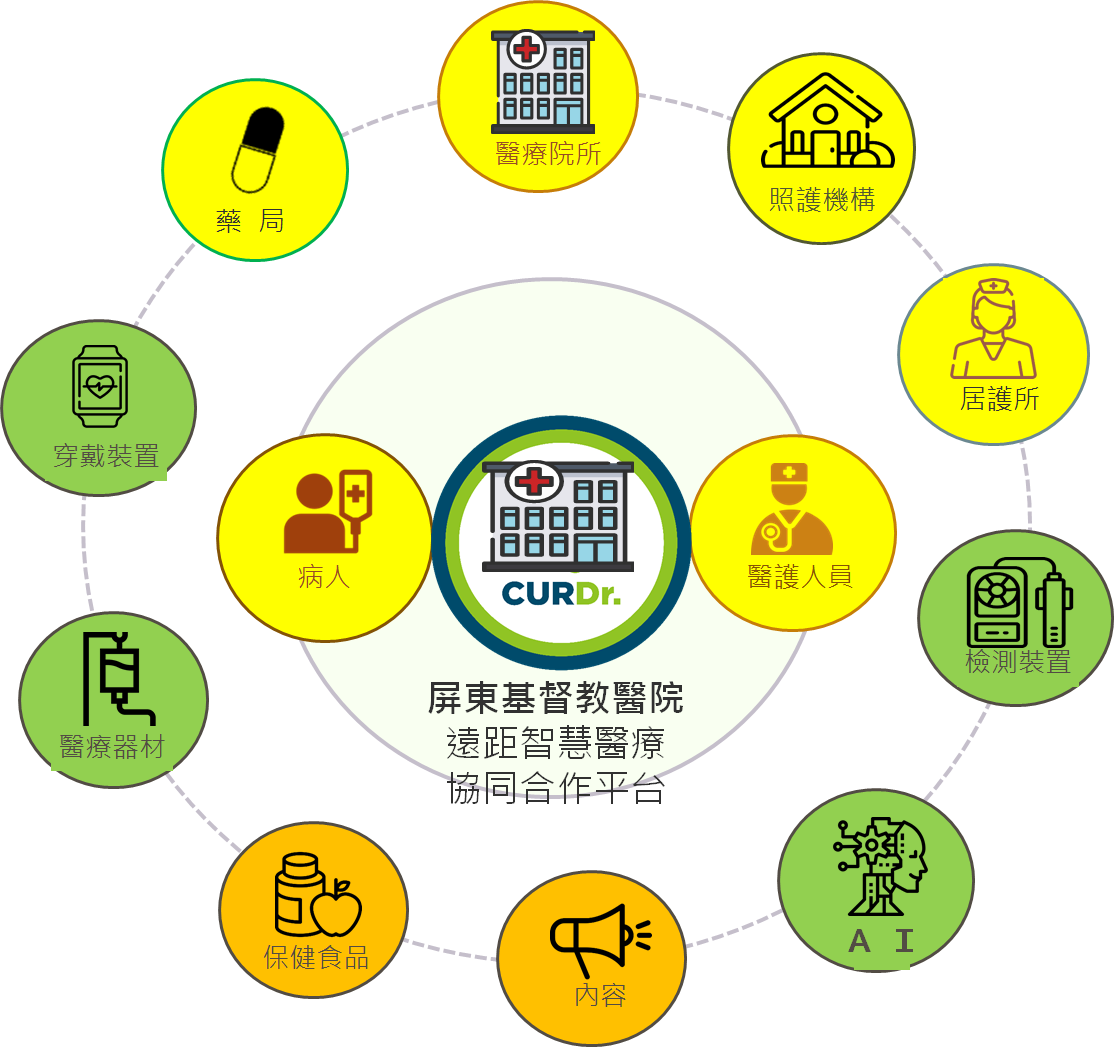 醫療院所
藥 局
照護機構
居護所
穿戴裝置
病人
CURDr.
醫護人員
檢測裝置
屏東基督教醫院
遠距智慧醫療
協同合作平台
醫療器材
保健食品
內容
A I